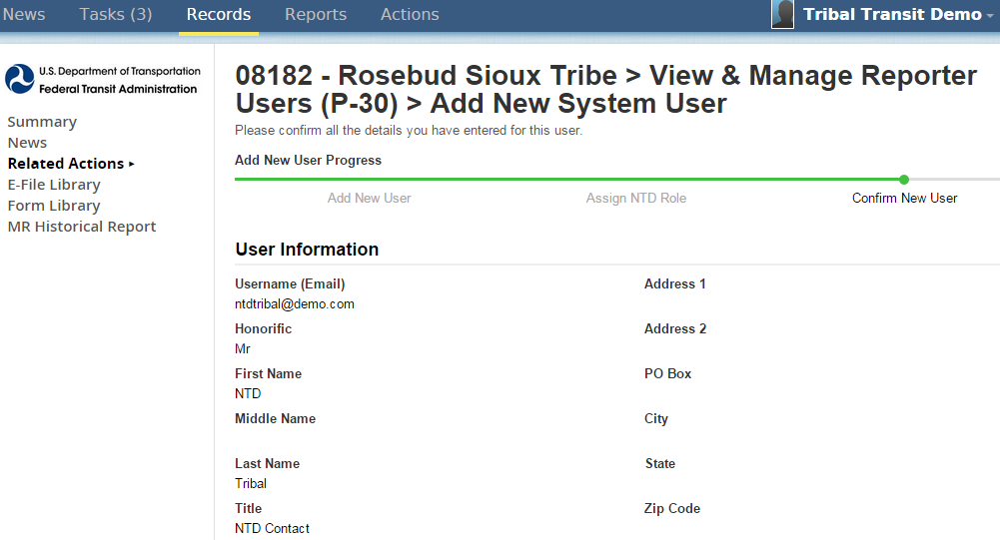 News Tasks (3) Records Reports Actions Tribal Transit Demo
U.S. Department of Transportation
Federal Transit Administration
Summary
News
Related Actions
E-File Library
Form Library
MR Historical Report
08182 - Rosebud Sioux Tribe > View & Manage Reporter
Users (P-30) > Add New System User
Please confirm all the details you have entered for this user.
Add New User Progress
Add New User Assign NTD Role Confirm New User
User Information
Username (Email) Address 1
ntdtribal@demo.com
Honorific Address 2
Mr
First Name PO Box
NTD
Middle Name City
Last Name State
Tribal
Title Zip Code
NTD Contact